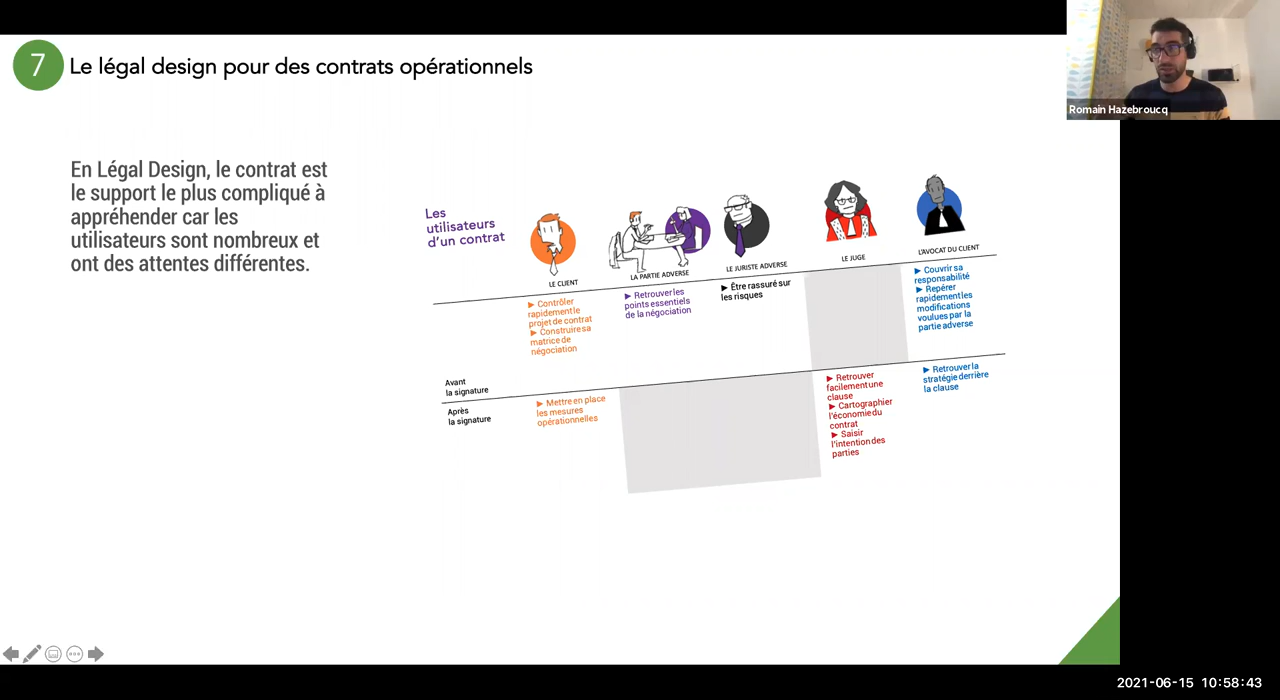 7
Le légal design pour des contrats opérationnels
Romain Hazebroucq
En Légal Design, le contrat est
le support le plus compliqué à
appréhender car les
utilisateurs sont nombreux et
ont des attentes différentes.
Les
utilisateurs
d'un contrat
LE CLIENT
LA PARTIE ADVERSE
LE JURISTE ADVERSE
LE JUGE
L'AVOCAT DU CLIENT
Avant
la signature
► Contrôler
rapidement le
projet de contrat
► Construire sa
matrice de
négociation
► Retrouver les
points essentiels
de la négociation
► Être rassuré sur
les risques
► Couvrir sa
responsabilité
► Repérer
rapidement les
modifications
voulues par la
partie adverse
Après
la signature
► Mettre en place
les mesures
opérationnelles
► Retrouver
facilement une
clause
► Cartographier
l'économie du
contrat
► Saisir
l'intention des
parties
► Retrouver la
stratégie derrière
la clause
2021-06-15 10:58:43